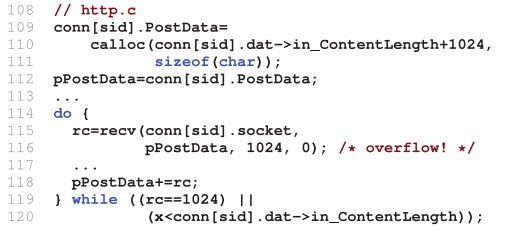 108 // http.c
109 conn[sid].PostData=
110 calloc(conn[sid].dat->in_ContentLength+1024,
111 sizeof(char));
112 pPostData=conn[sid].PostData;
113 ...
114 do {
115 rc=recv(conn[sid].socket,
116 pPostData, 1024, 0); /* overflow! */
117 ...
118 pPostData+=rc;
119 } while ((rc==1024) ||
120 (x<conn[sid].dat->in_ContentLength));